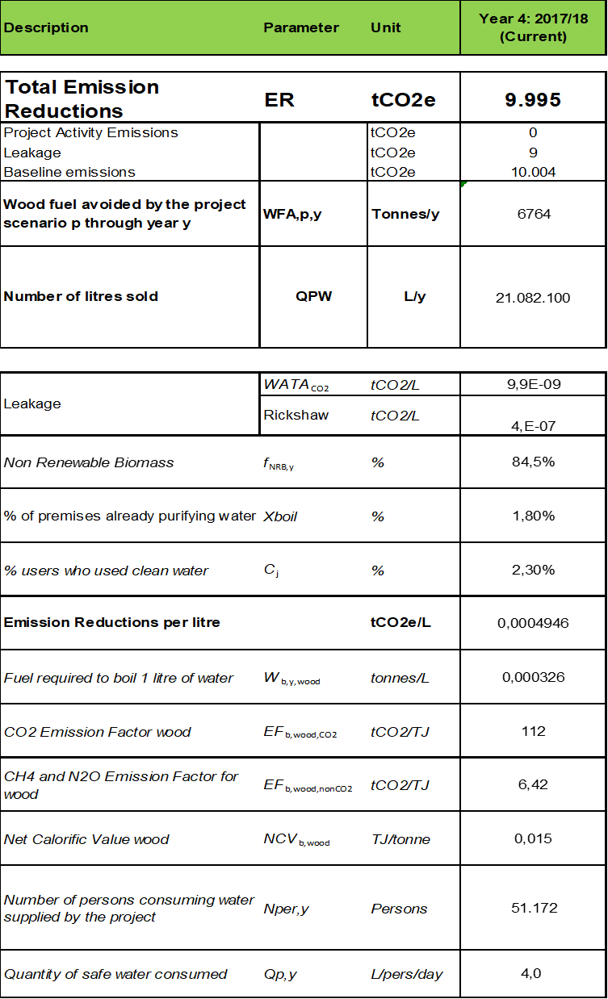 Description Parameter Unit Year 4: 2017/18
(Current)
Total Emission
Reductions ER tCO2e 9.995
Project Activity Emissions tCO2e 0
Leakage tCO2e 9
Baseline emissions tCO2e 10.004
Wood fuel avoided by the project
scenario p through year y WFA,p,y Tonnes/y 6764
Number of litres sold QPW L/y 21.082.100
Leakage
WATA CO2 tCO2/L 9,9E-09
Rickshaw tCO2/L 4,E-07
Non Renewable Biomass f NRB,y % 84,5%
% of premises already purifying water Xboil % 1,80%
% users who used clean water C j % 2,30%
Emission Reductions per litre tCO2e/L 0,0004946
Fuel required to boil 1 litre of water W b,y,wood tonnes/L 0,000326
CO2 Emission Factor wood EF b,wood,CO2 tCO2/TJ 112
CH4 and N2O Emission Factor for
wood EF b,wood,nonCO2 tCO2/TJ 6,42
Net Calorific Value wood NCV b,wood TJ/tonne 0,015
Number of persons consuming water
supplied by the project Nper,y Persons 51.172
Quantity of safe water consumed Qp,y L/pers/day 4,0